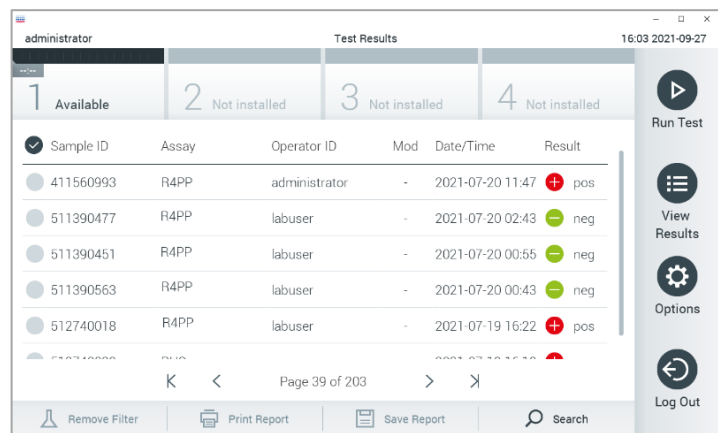 administrator Test Results 16:03 2021-09-27
--:--
1 Available 2 Not installed 3 Not installed 4 Not installed
Run Test
Sample ID Assay Operator ID Mod Date/Time Result
411560993 R4PP administrator - 2021-07-20 11:47 pos
511390477 R4PP labuser - 2021-07-20 02:43 neg
View
Results
511390451 R4PP labuser - 2021-07-20 00:55 neg
511390563 R4PP labuser - 2021-07-20 00:43 neg
Options
512740018 R4PP labuser - 2021-07-19 16:22 pos
Page 39 of 203
Log Out
Remove Filter Print Report Save Report Search